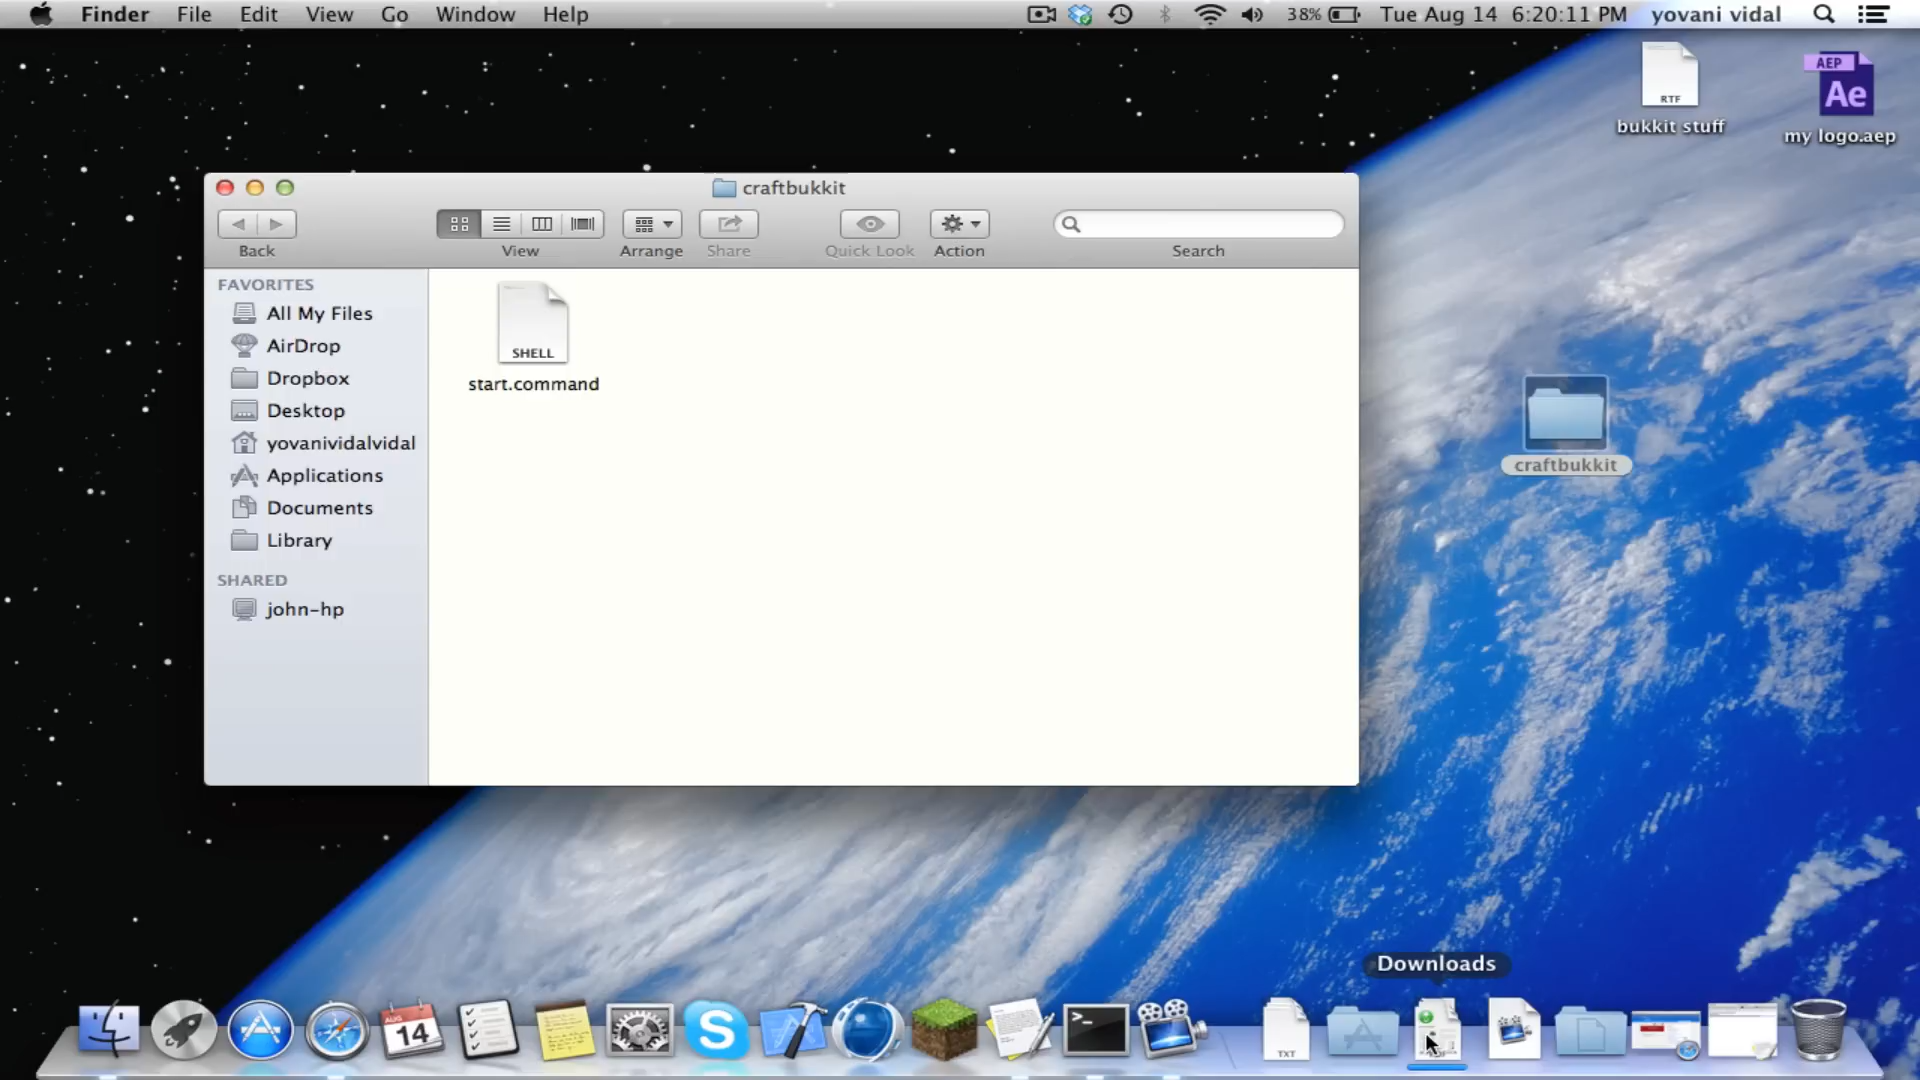 Finder File Edit View Go Window Help 38% Tue Aug 14 6:20:11 PM yovani vidal
RTF
bukkit stuff
AEP
Ae
my logo.aep
craftbukkit
Back
View
Arrange
Share
Quick Look
Action
Search
FAVORITES
All My Files
AirDrop
Dropbox
Desktop
yovanividalvidal
Applications
Documents
Library
SHARED
john-hp
SHELL
start.command
craftbukkit
Downloads
AUG
14
S
>_
TXT